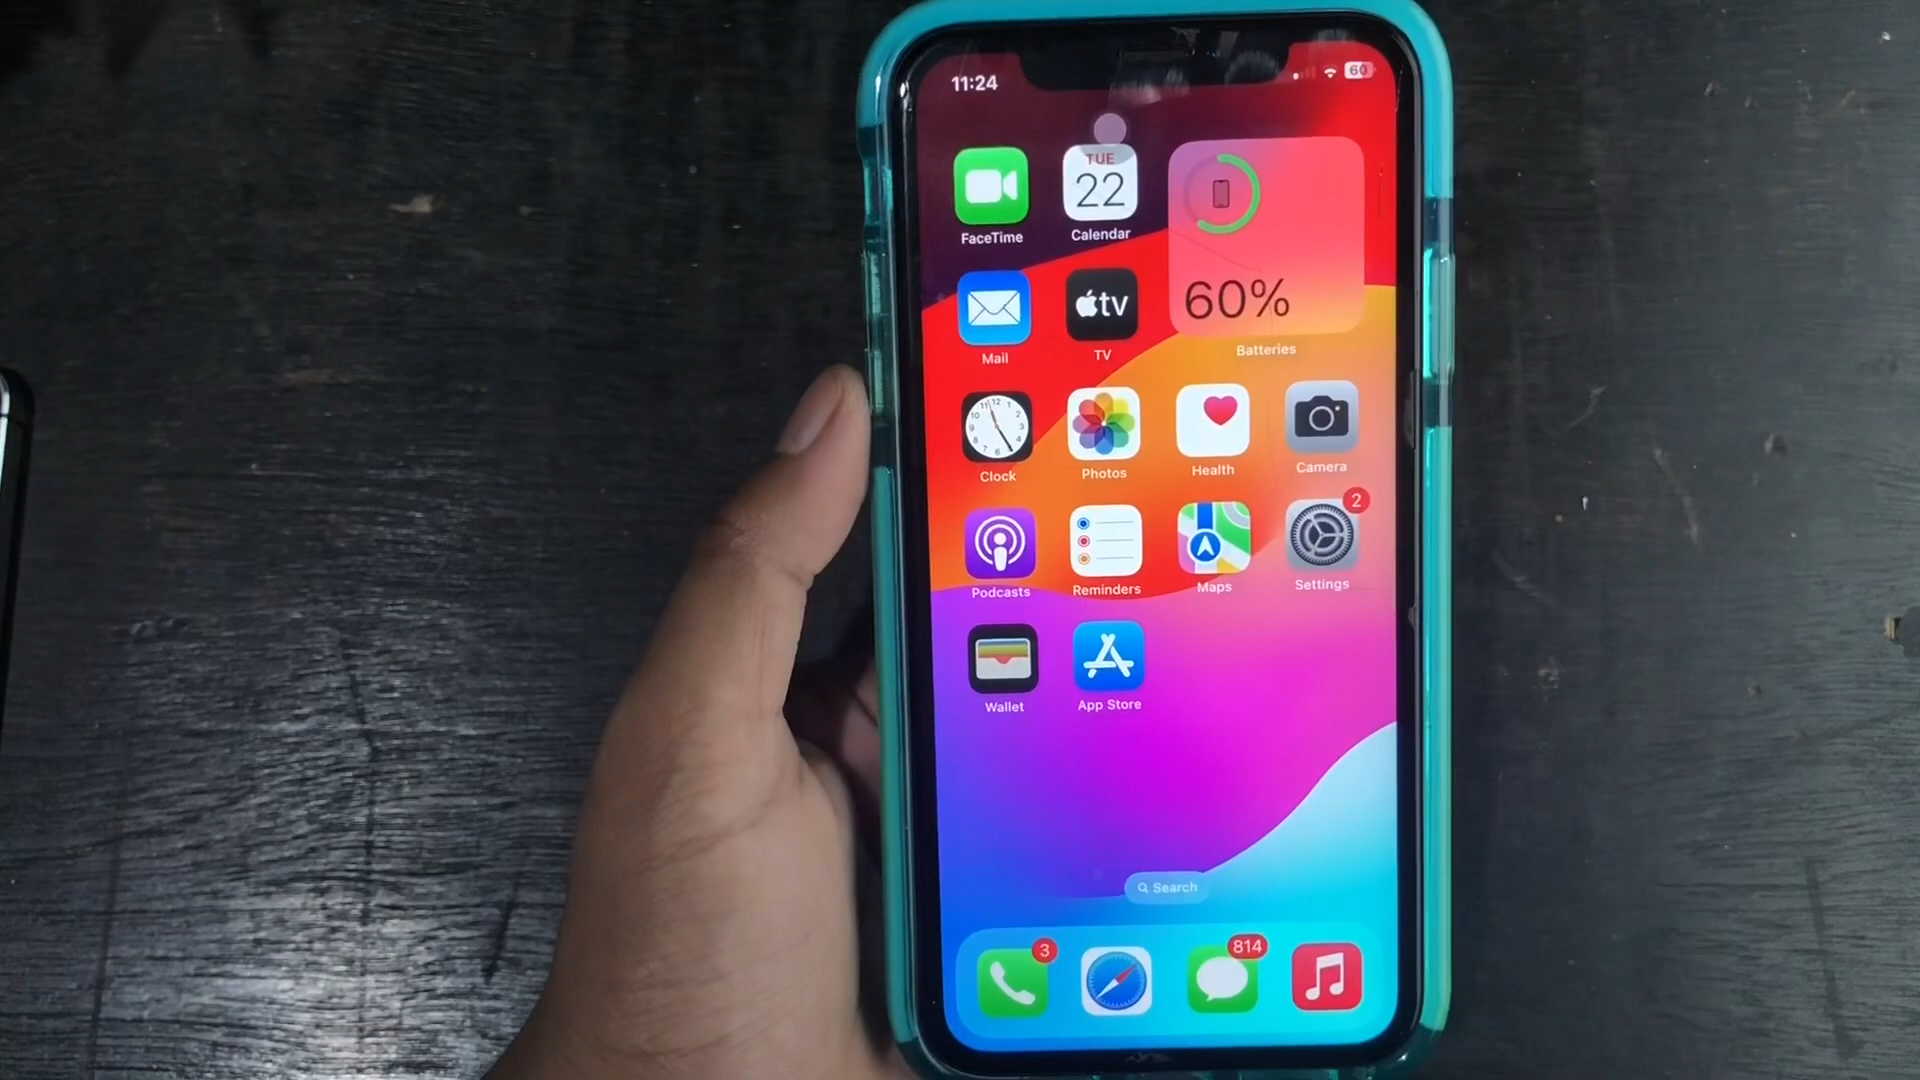 11:24
60
TUE
22
60%
FaceTime
Calendar
Batteries
tv
Mail
TV
Clock
Photos
Health
Camera
2
Podcasts
Reminders
Maps
Settings
Wallet
App Store
Search
3
814